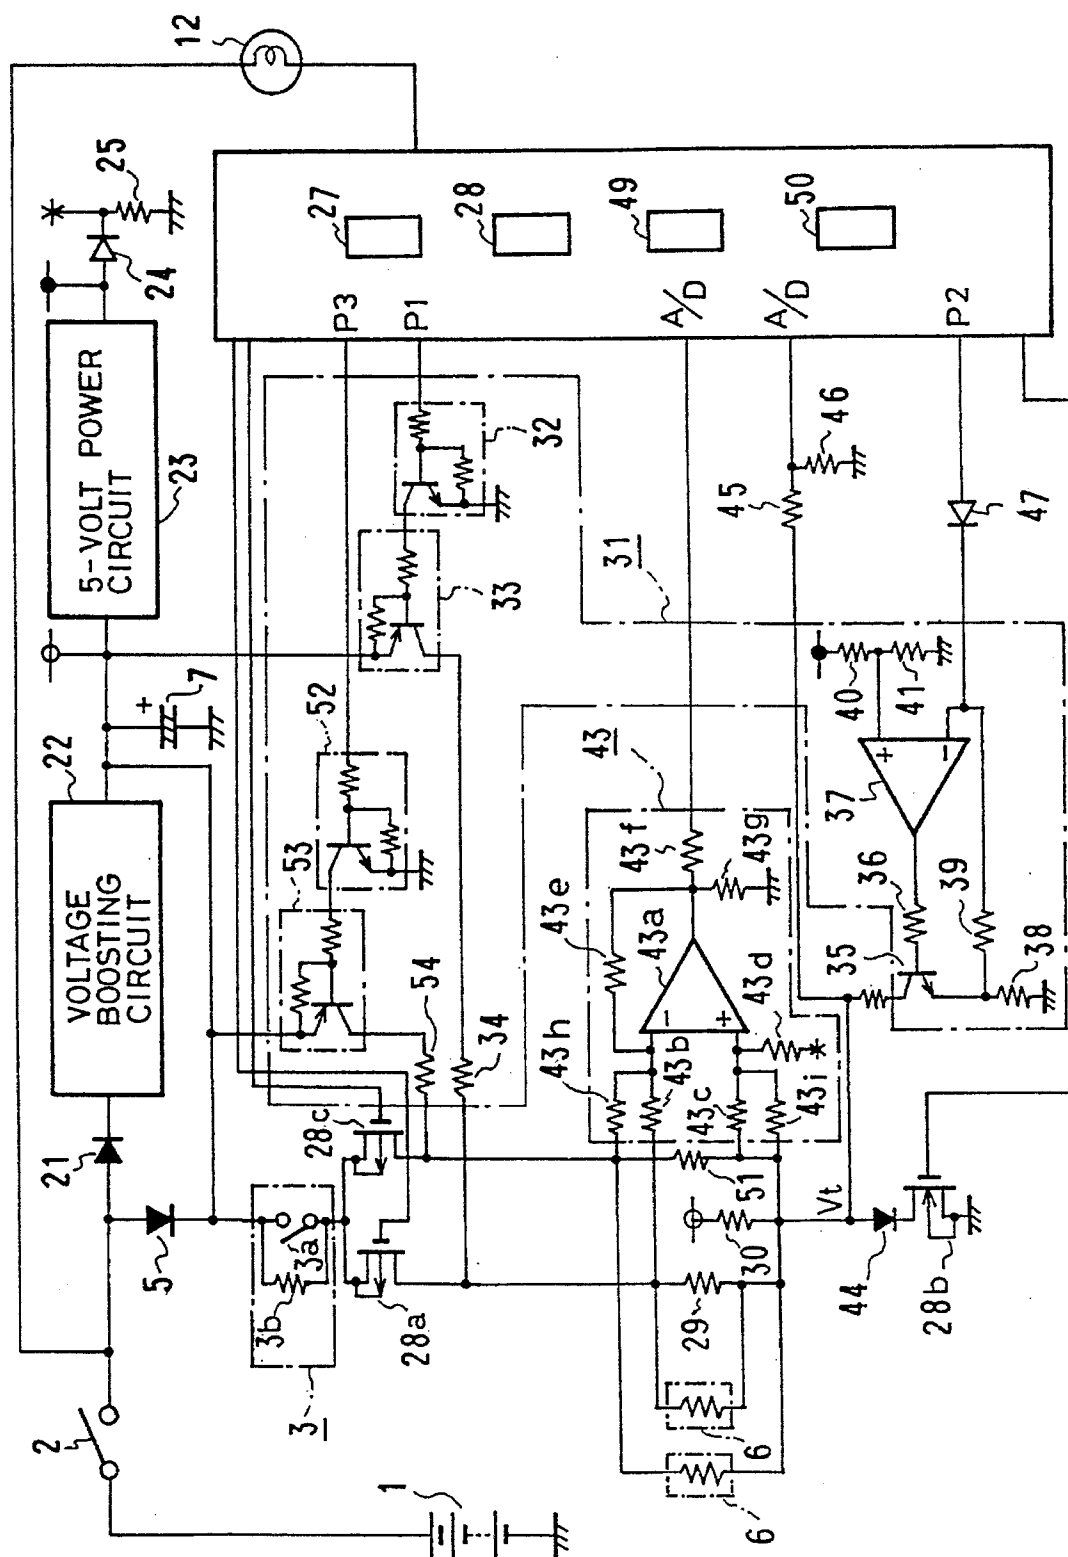 12
25
24
5-VOLT POWER
CIRCUIT
23
+
7
22
VOLTAGE
BOOSTING
CIRCUIT
21
5
2
1
27
28
49
50
P3
P1
A/D
A/D
P2
32
33
52
53
54
34
31
45
46
47
43
43f
43g
43e
43a
43d
43h
43b
43c
43i
-
+
40
41
+
-
37
36
39
35
38
28c
3a
3b
3
28a
51
30
29
Vt
44
28b
6
6